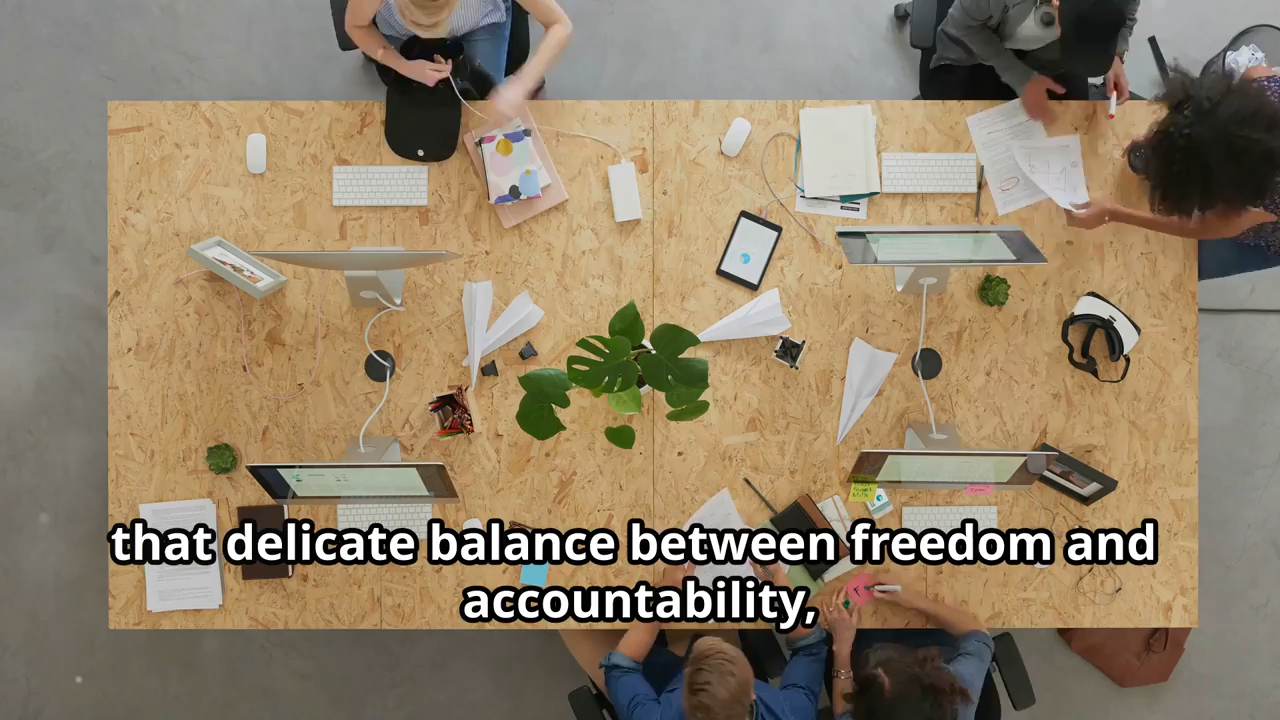 that delicate balance between freedom and
accountability,